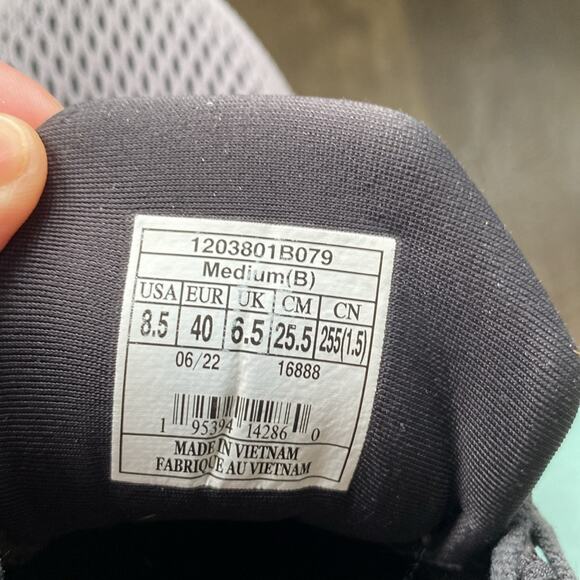 1203801B079
Medium(B)
USA EUR UK CM CN
8.5 40 6.5 25.5 255(1.5)
06/22 16888
1 95394 14286 0
MADE IN VIETNAM
FABRIQUE AU VIETNAM